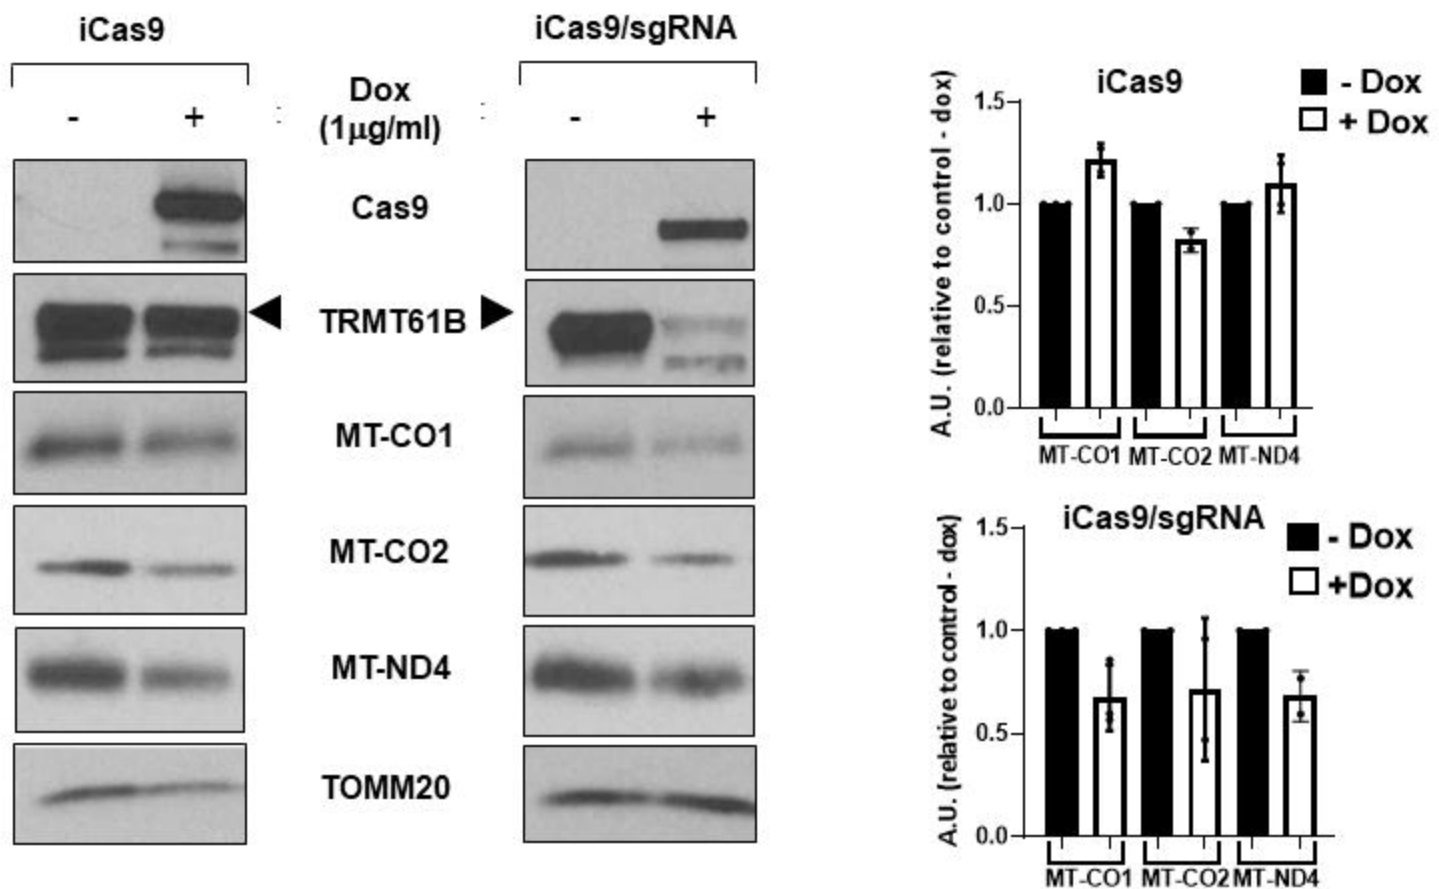 iCas9
iCas9/sgRNA
Dox
(1µg/ml)
- +
- +
Cas9
TRMT61B
MT-CO1
MT-CO2
MT-ND4
TOMM20
iCas9
- Dox
+ Dox
A.U. (relative to control - dox)
1.5
1.0
0.5
0.0
MT-CO1 MT-CO2 MT-ND4
iCas9/sgRNA
- Dox
+Dox
A.U. (relative to control - dox)
1.5
1.0
0.5
0.0
MT-CO1 MT-CO2 MT-ND4